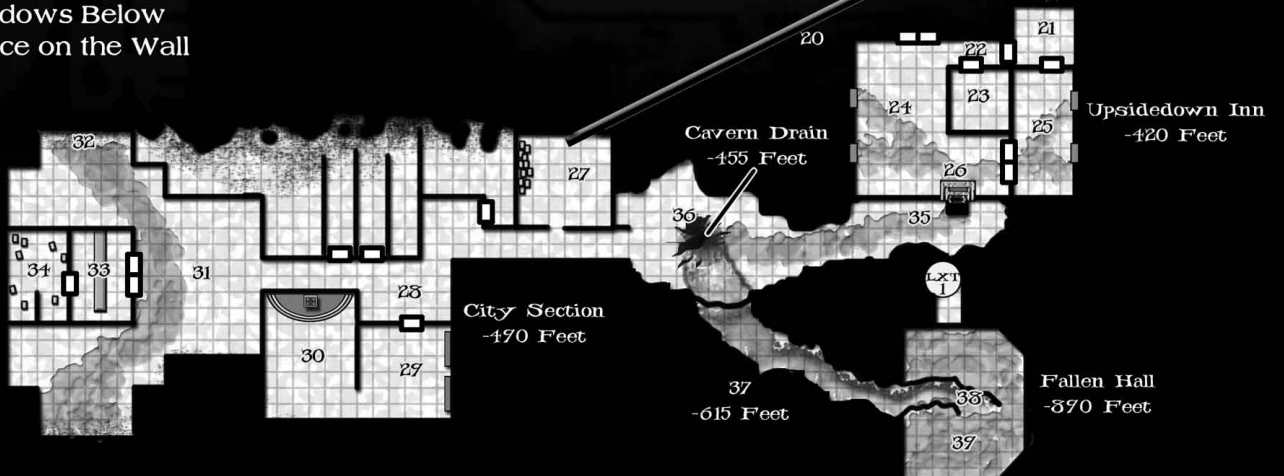 dows Below
ce on the Wall
20
21
22
23
24
25
26
Upsidedown Inn
-420 Feet
Cavern Drain
-455 Feet
27
32
36
35
34
33
31
28
LXT
1
City Section
-490 Feet
30
29
37
-615 Feet
38
39
Fallen Hall
-890 Feet